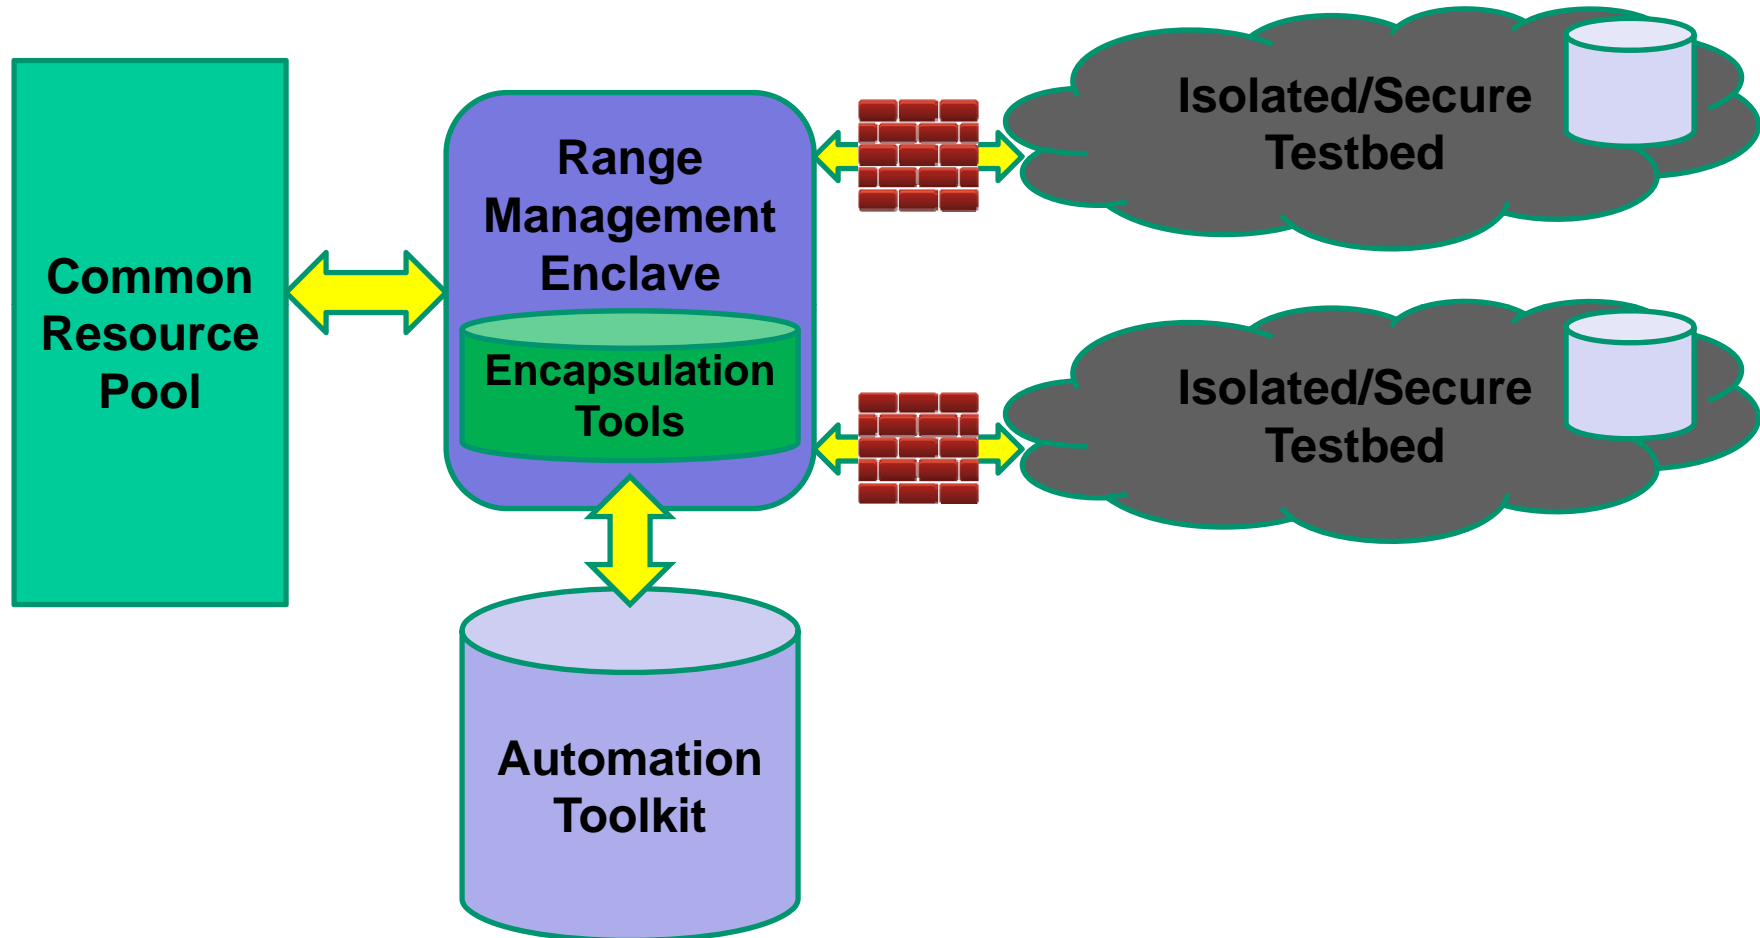 Common
Resource
Pool
Range
Management
Enclave
Encapsulation
Tools
Automation
Toolkit
Isolated/Secure
Testbed
Isolated/Secure
Testbed